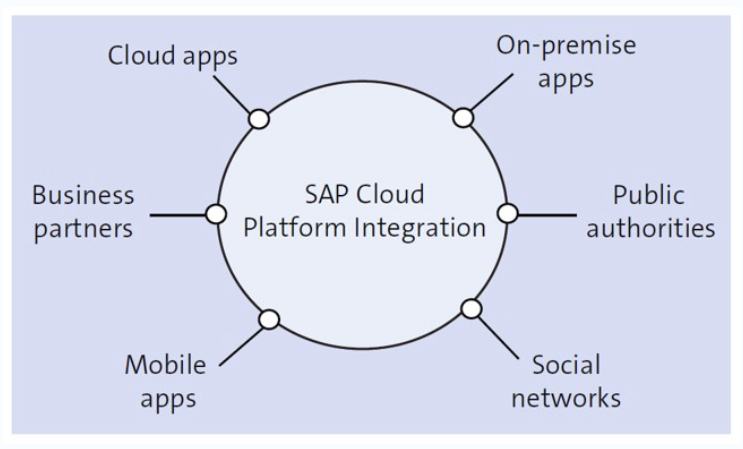 Cloud apps
On-premise
apps
Business
partners
SAP Cloud
Platform Integration
Public
authorities
Mobile
apps
Social
networks